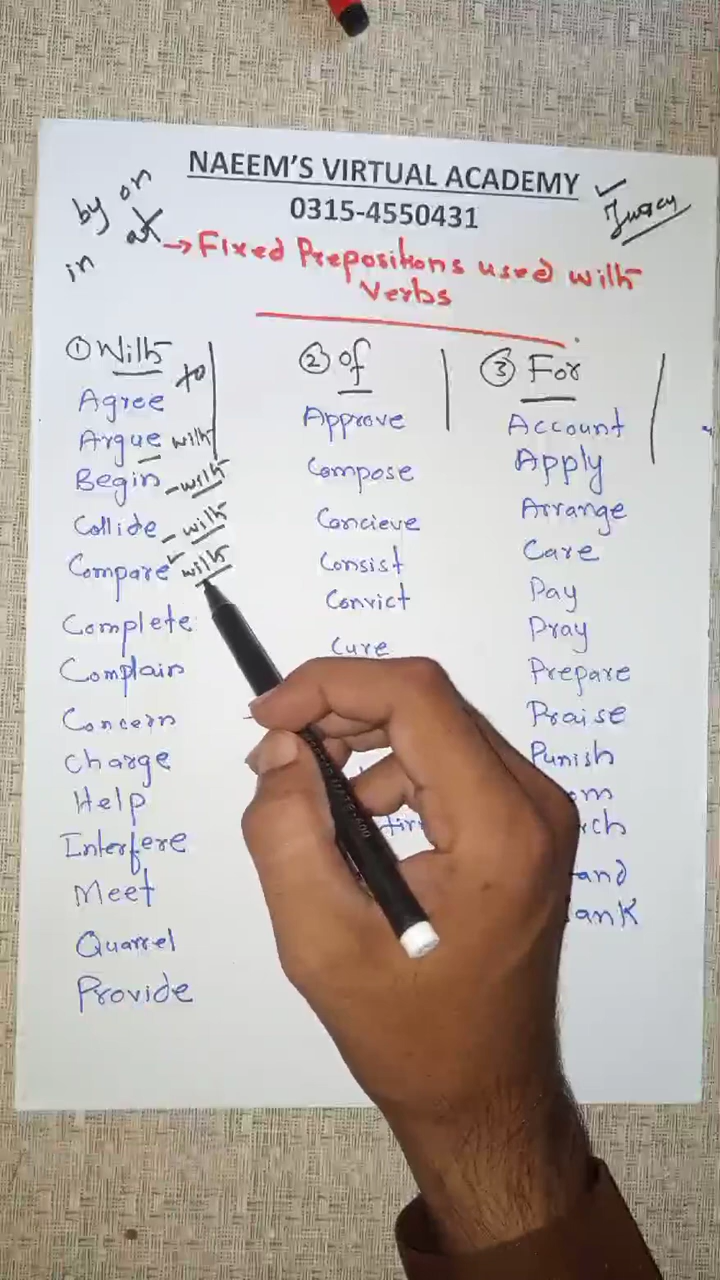 NAEEM'S VIRTUAL ACADEMY
0315-4550431
by on
in at
→ Fixed Prepositions used with
Verbs
① With
to
Agree
Argue with
Begin - with
Collide - with
Compare with
Complete
Complain
Concern
Charge
Help
Interfere
Meet
Quarrel
Provide
② Of
Approve
Compose
Concieve
Consist
Convict
Cure
③ For
Account
Apply
Arrange
Care
Pay
Pray
Prepare
Praise
Punish